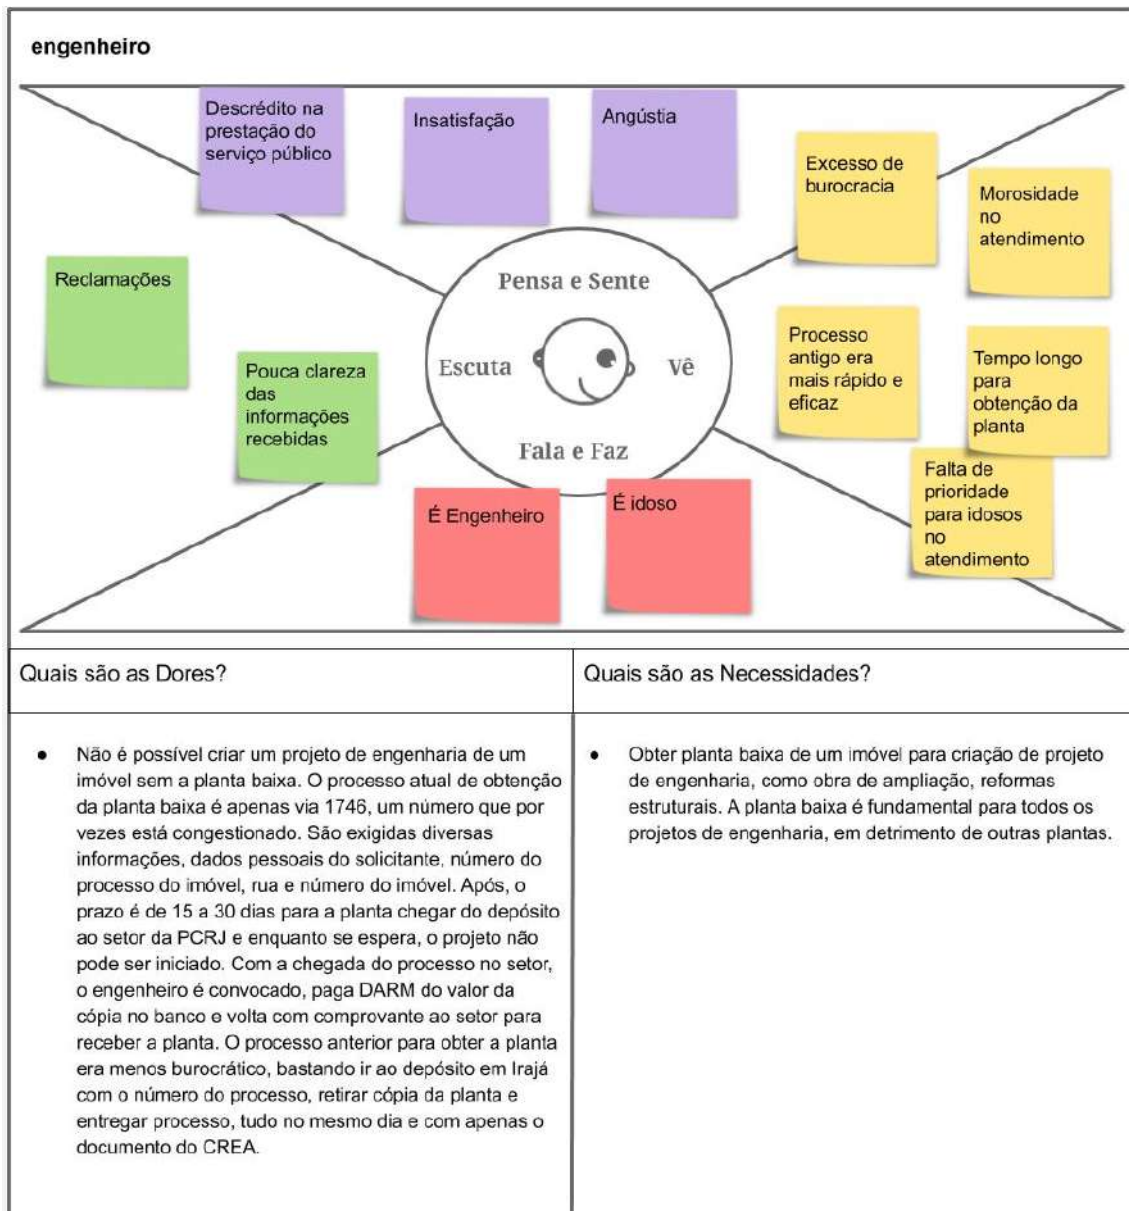 engenheiro
Descrédito na
prestação do
serviço público
Insatisfação
Angústia
Excesso de
burocracia
Morosidade
no
atendimento
Reclamações
Pouca clareza
das
informações
recebidas
Pensa e Sente
Escuta
Vê
Fala e Faz
Processo
antigo era
mais rápido e
eficaz
Tempo longo
para
obtenção da
planta
Falta de
prioridade
para idosos
no
atendimento
É Engenheiro
É idoso
Quais são as Dores?
● Não é possível criar um projeto de engenharia de um
imóvel sem a planta baixa. O processo atual de obtenção
da planta baixa é apenas via 1746, um número que por
vezes está congestionado. São exigidas diversas
informações, dados pessoais do solicitante, número do
processo do imóvel, rua e número do imóvel. Após, o
prazo é de 15 a 30 dias para a planta chegar do depósito
ao setor da PCRJ e enquanto se espera, o projeto não
pode ser iniciado. Com a chegada do processo no setor,
o engenheiro é convocado, paga DARM do valor da
cópia no banco e volta com comprovante ao setor para
receber a planta. O processo anterior para obter a planta
era menos burocrático, bastando ir ao depósito em Irajá
com o número do processo, retirar cópia da planta e
entregar processo, tudo no mesmo dia e com apenas o
documento do CREA.
Quais são as Necessidades?
● Obter planta baixa de um imóvel para criação de projeto
de engenharia, como obra de ampliação, reformas
estruturais. A planta baixa é fundamental para todos os
projetos de engenharia, em detrimento de outras plantas.